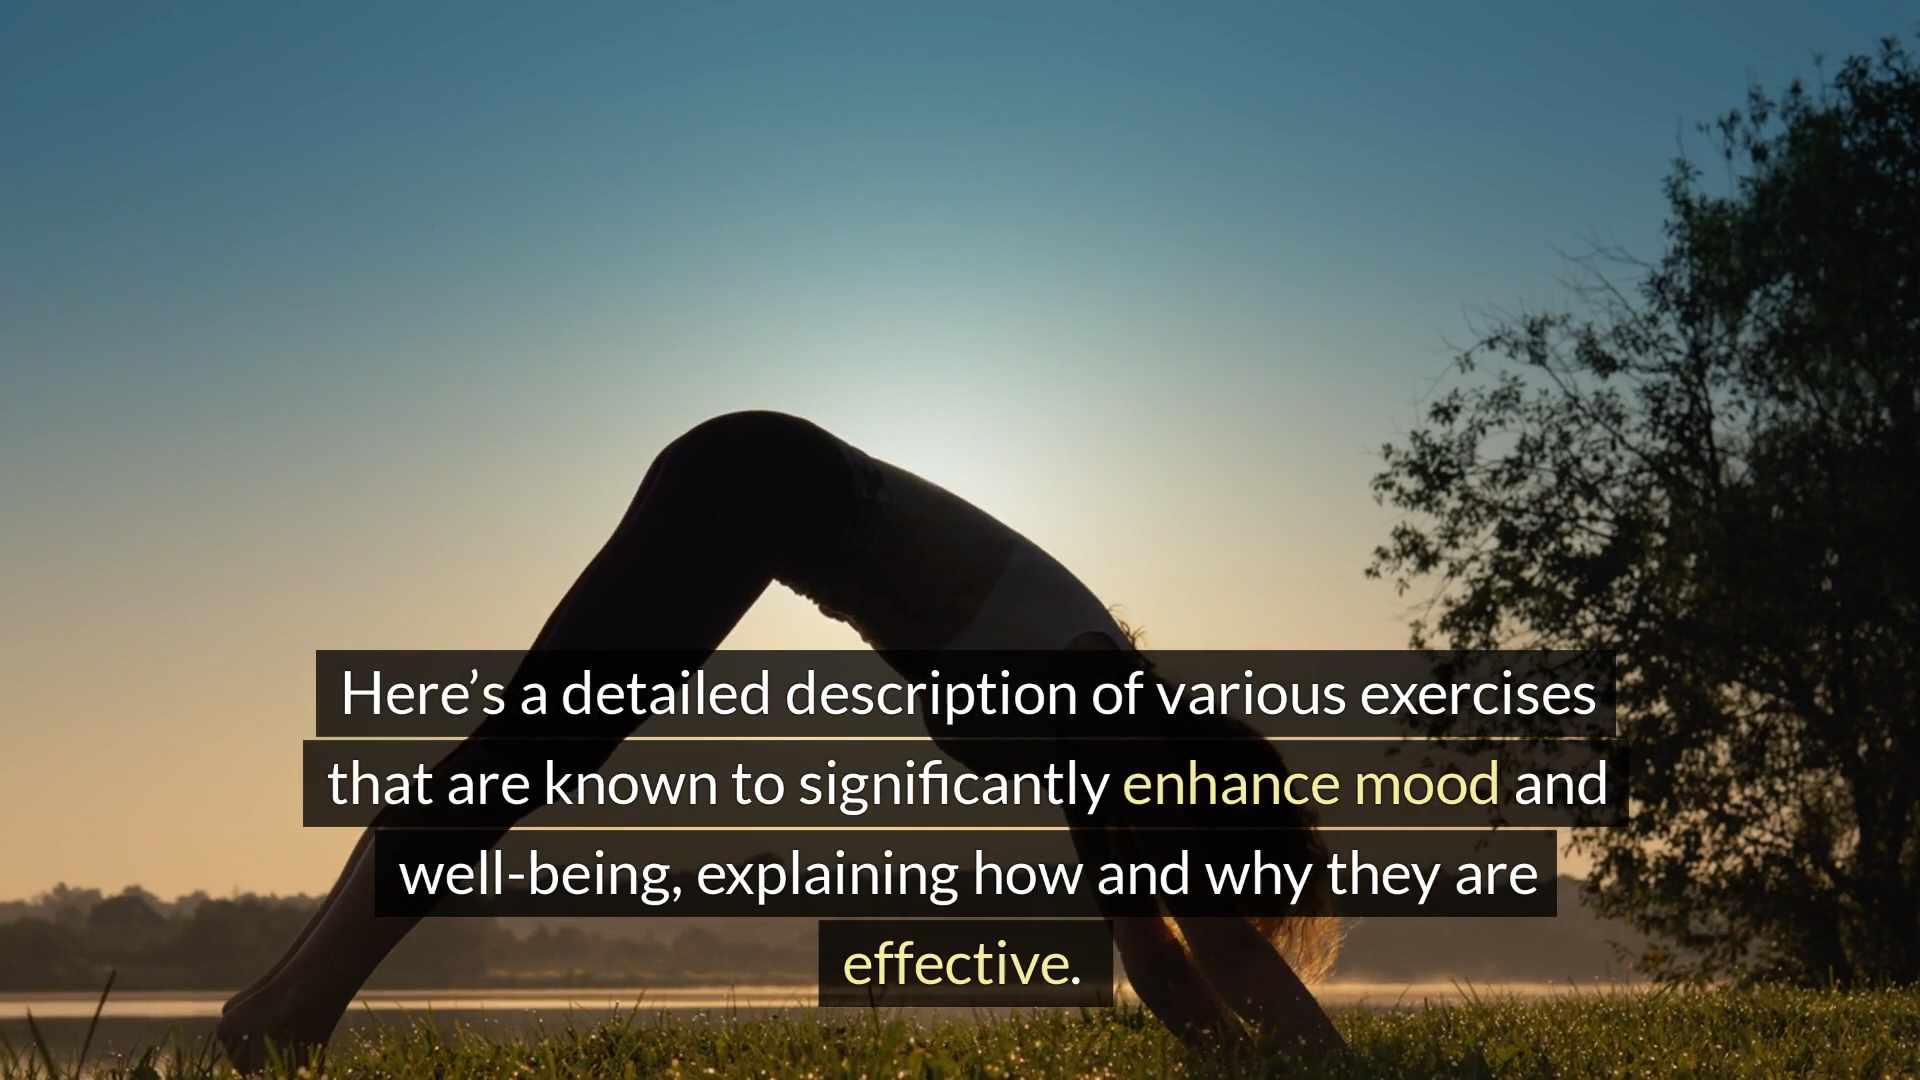 Here’s a detailed description of various exercises
that are known to significantly enhance mood and
well-being, explaining how and why they are
effective.